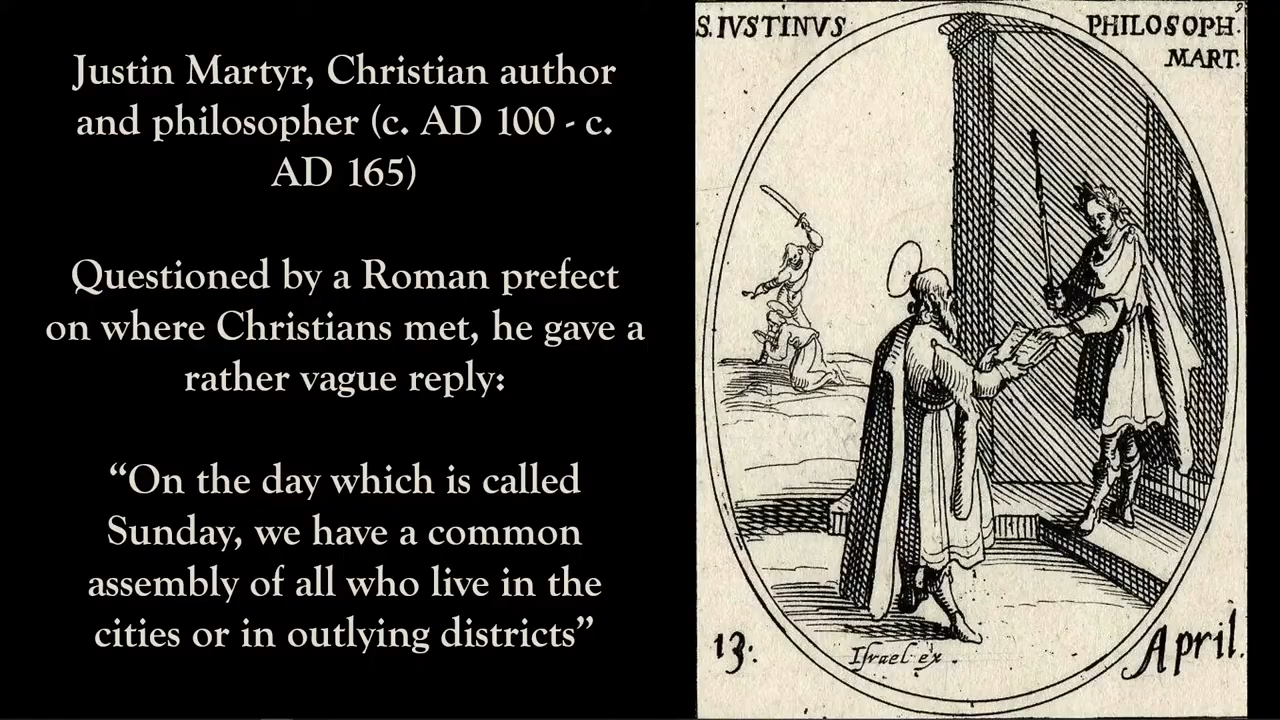 Justin Martyr, Christian author
and philosopher (c. AD 100 - c.
AD 165)
Questioned by a Roman prefect
on where Christians met, he gave a
rather vague reply:
“On the day which is called
Sunday, we have a common
assembly of all who live in the
cities or in outlying districts”
S. IVSTINVS
PHILOSOPH.
MART.
9
13.
Israel ex.
April.